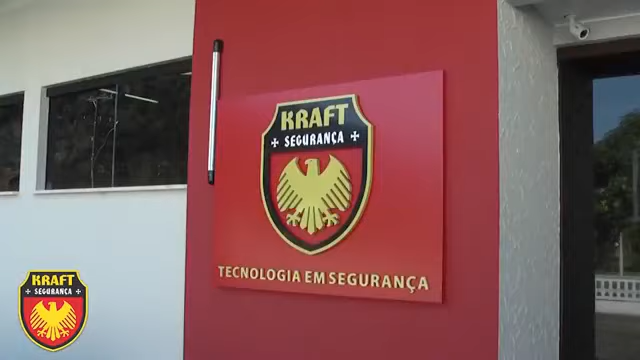 KRAFT
SEGURANÇA
TECNOLOGIA EM SEGURANÇA
KRAFT
SEGURANÇA